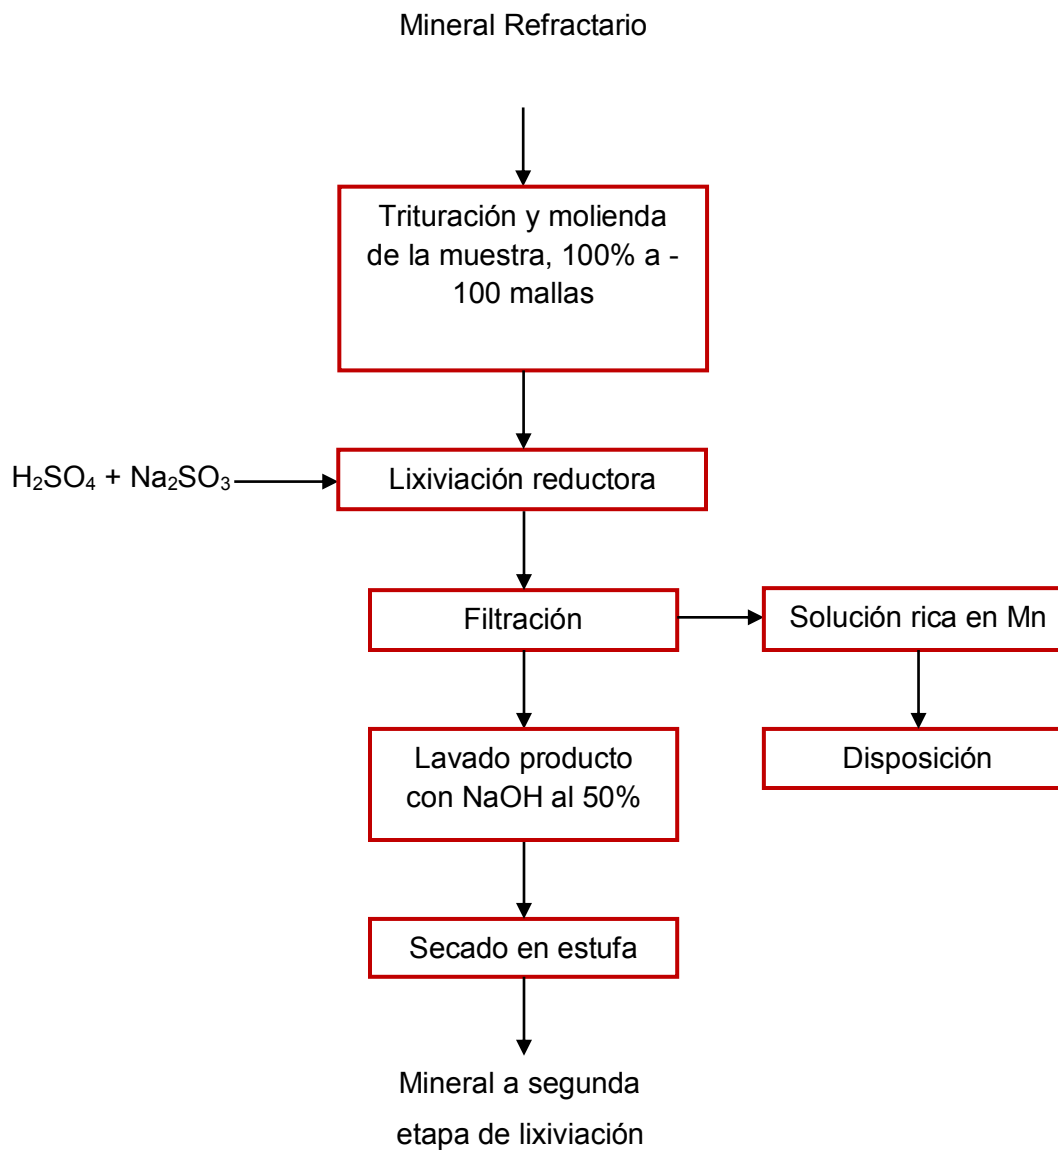 Mineral Refractario
Trituración y molienda
de la muestra, 100% a -
100 mallas
H₂SO₄ + Na₂SO₃
Lixiviación reductora
Filtración
Solución rica en Mn
Lavado producto
con NaOH al 50%
Disposición
Secado en estufa
Mineral a segunda
etapa de lixiviación